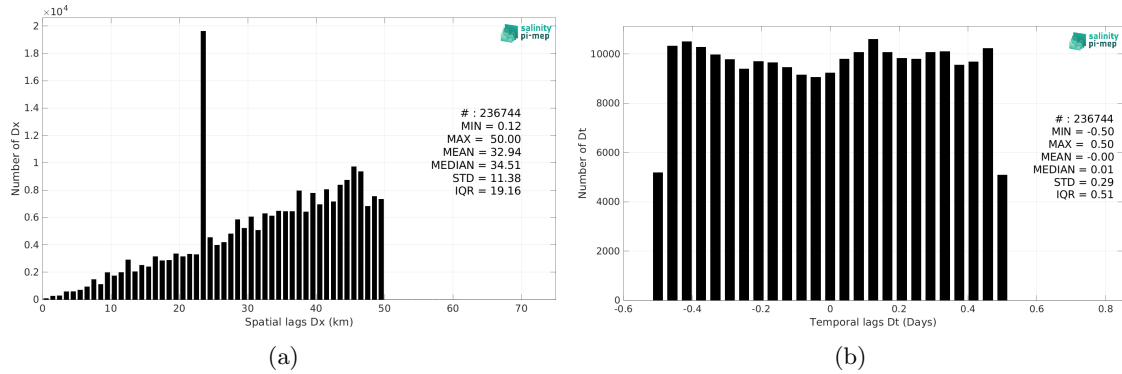 ×10⁴
2
1.8
1.6
1.4
1.2
1
0.8
0.6
0.4
0.2
0
Number of Dx
salinity
pi-mep
# : 236744
MIN = 0.12
MAX = 50.00
MEAN = 32.94
MEDIAN = 34.51
STD = 11.38
IQR = 19.16
0 10 20 30 40 50 60 70
Spatial lags Dx (km)
(a)
10000
8000
6000
4000
2000
0
Number of Dt
salinity
pi-mep
# : 236744
MIN = -0.50
MAX = 0.50
MEAN = -0.00
MEDIAN = 0.01
STD = 0.29
IQR = 0.51
-0.6 -0.4 -0.2 0 0.2 0.4 0.6 0.8
Temporal lags Dt (Days)
(b)